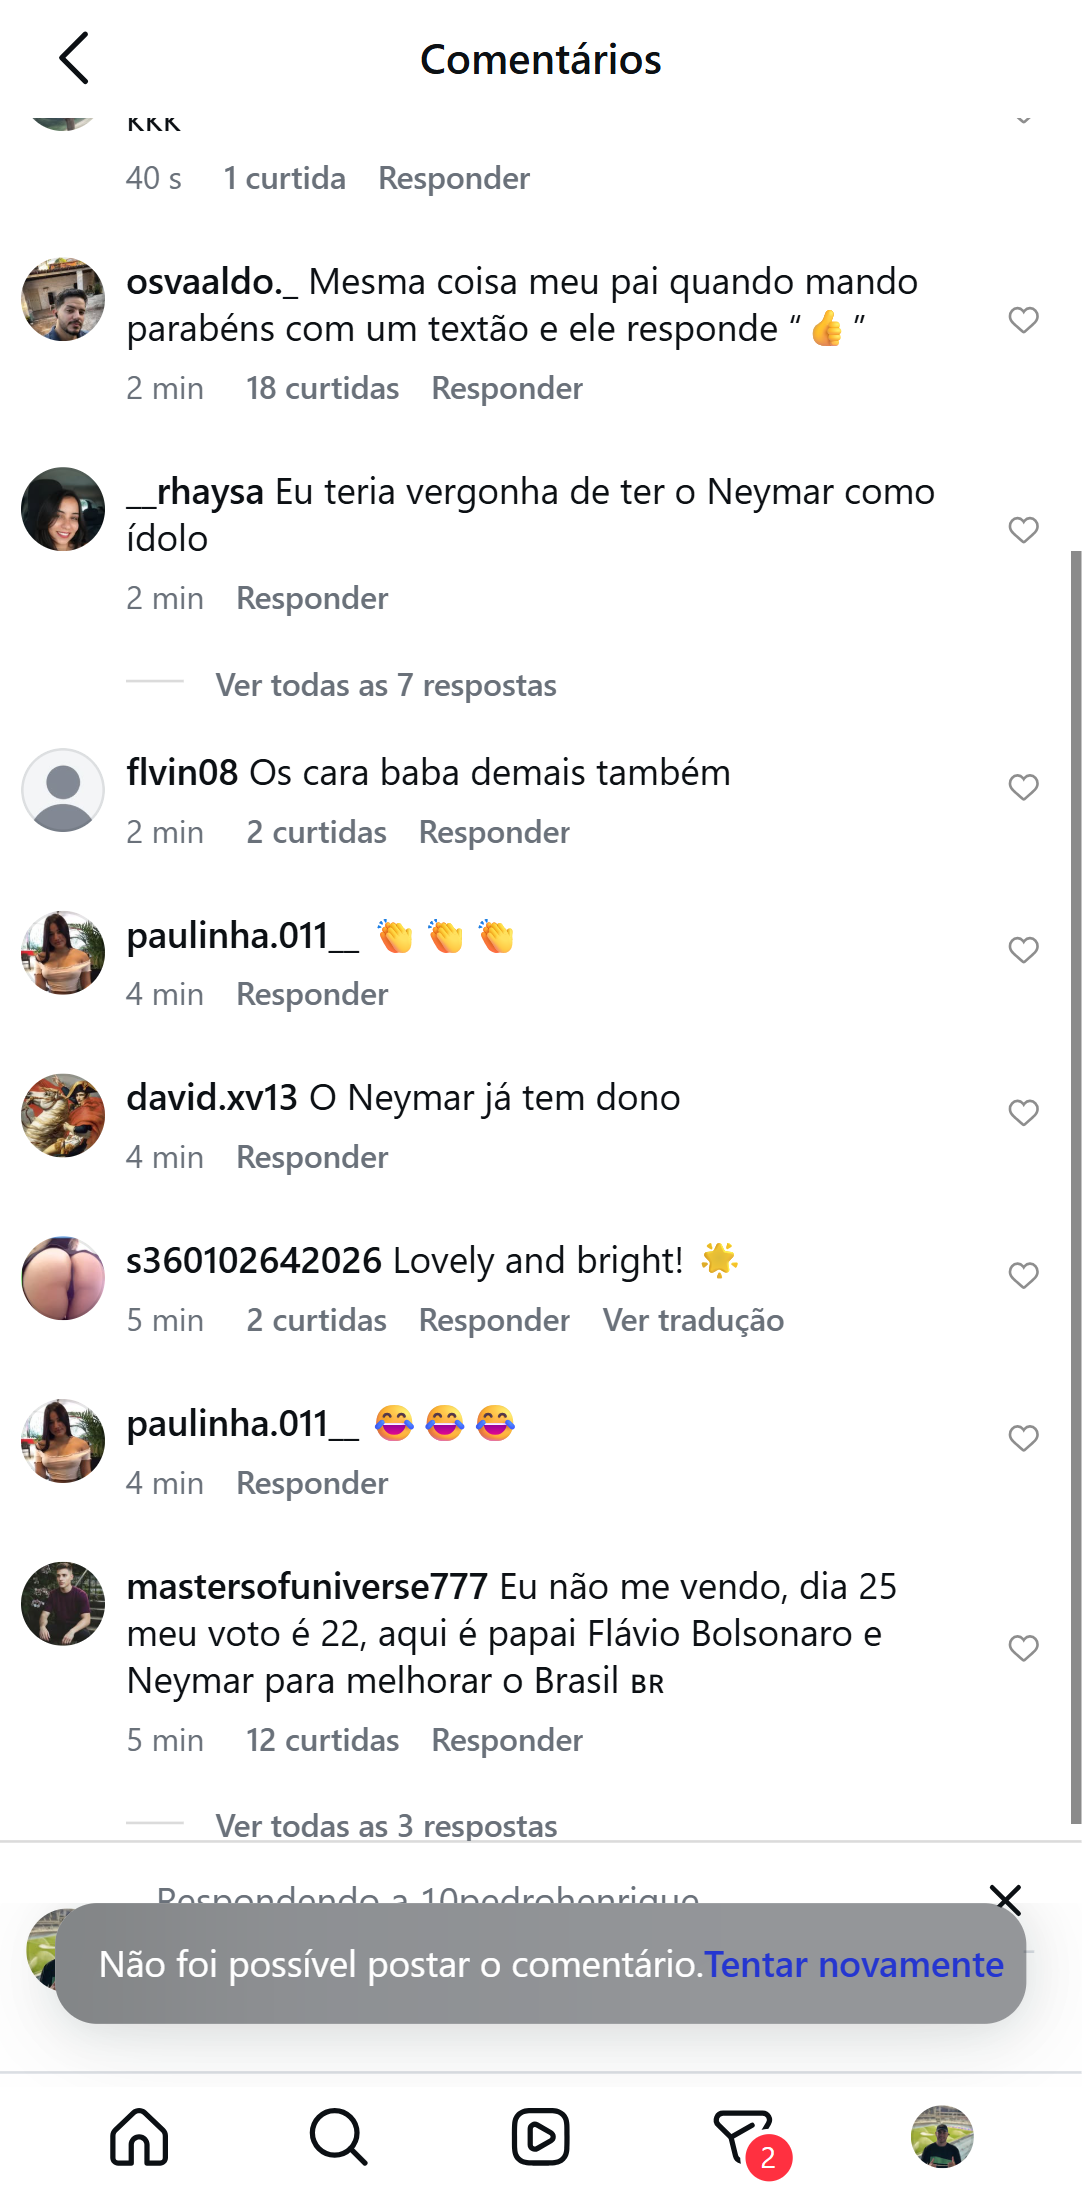 Comentários
kkk
40 s 1 curtida Responder
osvaaldo._ Mesma coisa meu pai quando mando
parabéns com um textão e ele responde “👍”
2 min 18 curtidas Responder
__rhaysa Eu teria vergonha de ter o Neymar como
ídolo
2 min Responder
Ver todas as 7 respostas
flvin08 Os cara baba demais também
2 min 2 curtidas Responder
paulinha.011__ 👏👏👏
4 min Responder
david.xv13 O Neymar já tem dono
4 min Responder
s360102642026 Lovely and bright! 🌟
5 min 2 curtidas Responder Ver tradução
paulinha.011__ 😂😂😂
4 min Responder
mastersofuniverse777 Eu não me vendo, dia 25
meu voto é 22, aqui é papai Flávio Bolsonaro e
Neymar para melhorar o Brasil 🇧🇷
5 min 12 curtidas Responder
Ver todas as 3 respostas
Respondendo a 10pedrohenrique
Não foi possível postar o comentário.Tentar novamente
2